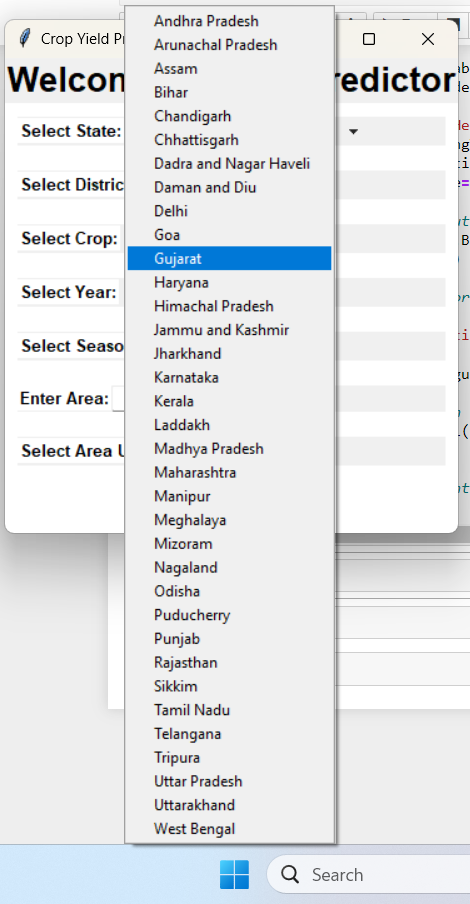 Crop Yield Pr
Welcom redictor
Select State:
Select Distric
Select Crop:
Select Year:
Select Seaso
Enter Area:
Select Area U
Andhra Pradesh
Arunachal Pradesh
Assam
Bihar
Chandigarh
Chhattisgarh
Dadra and Nagar Haveli
Daman and Diu
Delhi
Goa
Gujarat
Haryana
Himachal Pradesh
Jammu and Kashmir
Jharkhand
Karnataka
Kerala
Laddakh
Madhya Pradesh
Maharashtra
Manipur
Meghalaya
Mizoram
Nagaland
Odisha
Puducherry
Punjab
Rajasthan
Sikkim
Tamil Nadu
Telangana
Tripura
Uttar Pradesh
Uttarakhand
West Bengal
Search